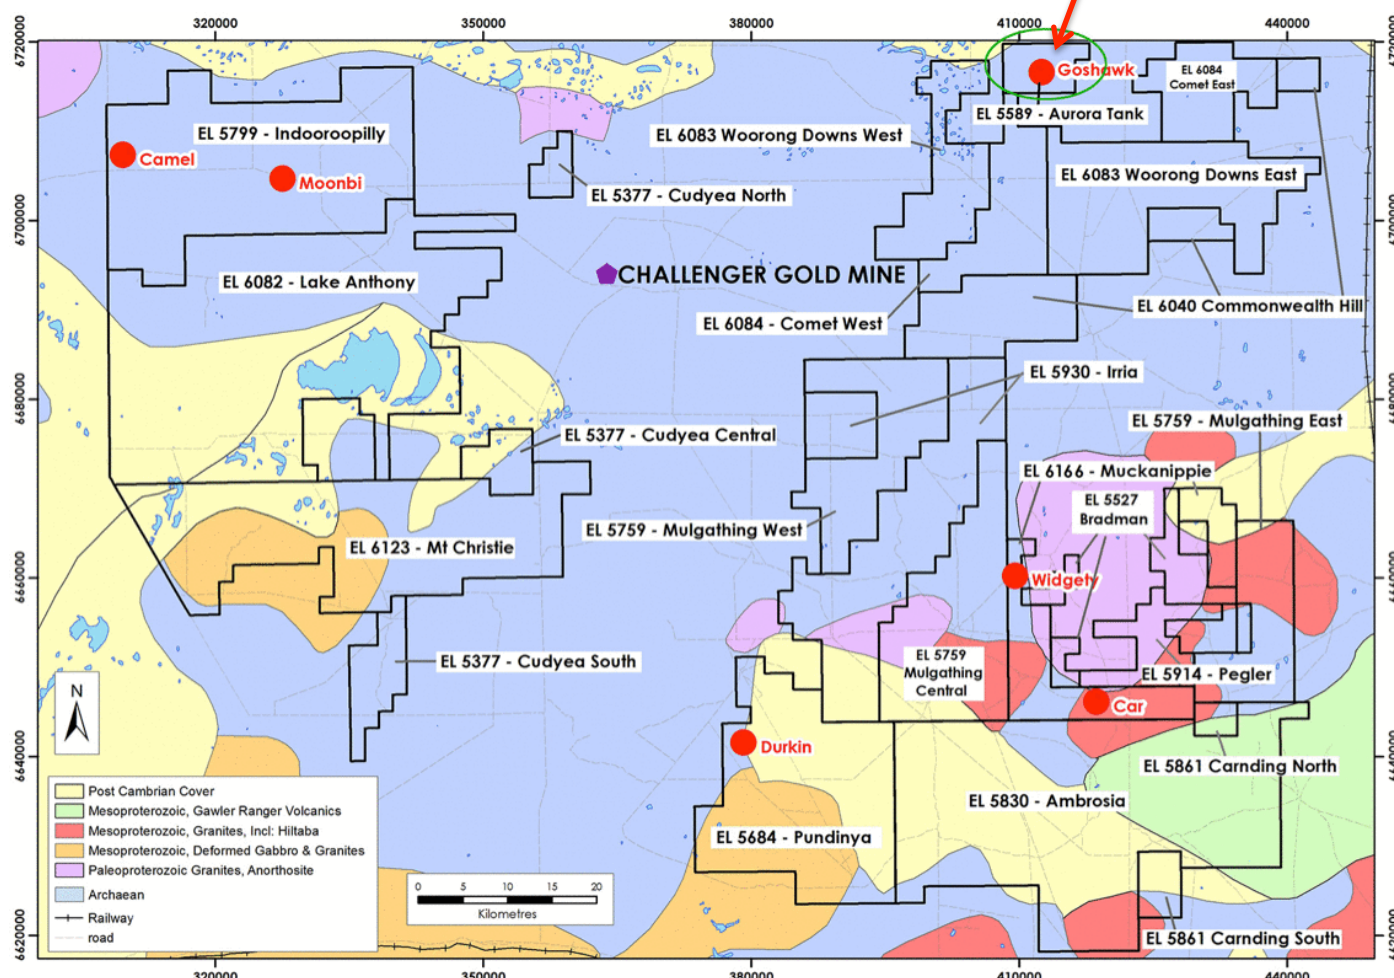 320000 350000 380000 410000 440000
6720000
6700000
6480000
6460000
6440000
6620000
Goshawk
EL 6084
Comet East
EL 5589 - Aurora Tank
EL 5799 - Indooroopilly
EL 6083 Woorong Downs West
Camel
Moonbi
EL 6083 Woorong Downs East
EL 5377 - Cudyea North
CHALLENGER GOLD MINE
EL 6082 - Lake Anthony
EL 6040 Commonwealth Hill
EL 6084 - Comet West
EL 5930 - Irria
EL 5759 - Mulgathing East
EL 5377 - Cudyea Central
EL 6166 - Muckanippie
EL 5527
Bradman
EL 5759 - Mulgathing West
EL 6123 - Mt Christie
Widgety
EL 5377 - Cudyea South
EL 5759
Mulgathing
Central
EL 5914 - Pegler
N
Car
Durkin
EL 5861 Carnding North
EL 5830 - Ambrosia
EL 5684 - Pundinya
EL 5861 Carnding South
Post Cambrian Cover
Mesoproterozoic, Gawler Ranger Volcanics
Mesoproterozoic, Granites, Incl: Hiltaba
Mesoproterozoic, Deformed Gabbro & Granites
Paleoproterozoic Granites, Anorthosite
Archaean
Railway
road
0 5 10 15 20
Kilometres
320000 350000 380000 410000 440000